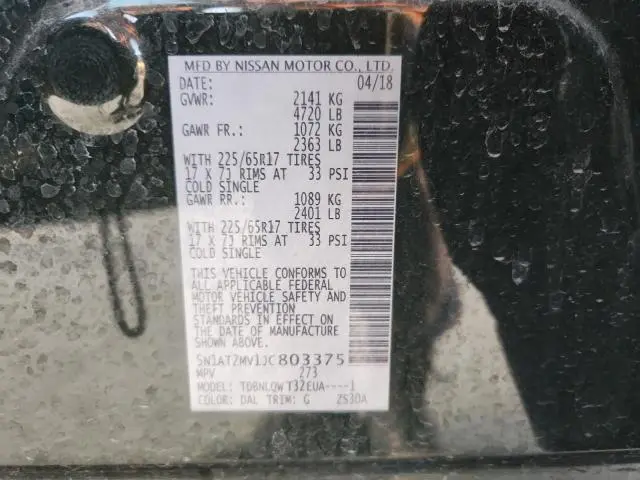 MFD BY NISSAN MOTOR CO., LTD.
DATE: 04/18
GVWR: 2141 KG
4720 LB
GAWR FR.: 1072 KG
2363 LB
WITH 225/65R17 TIRES
17 X 7J RIMS AT 33 PSI
COLD SINGLE
GAWR RR.: 1089 KG
2401 LB
WITH 225/65R17 TIRES
17 X 7J RIMS AT 33 PSI
COLD SINGLE
THIS VEHICLE CONFORMS TO
ALL APPLICABLE FEDERAL
MOTOR VEHICLE SAFETY AND
THEFT PREVENTION
STANDARDS IN EFFECT ON
THE DATE OF MANUFACTURE
SHOWN ABOVE.
5N1AT2MV1JC803375
MPV 273
MODEL: TDBNLQWT32EUA----1
COLOR: DAL TRIM: G ZS30A